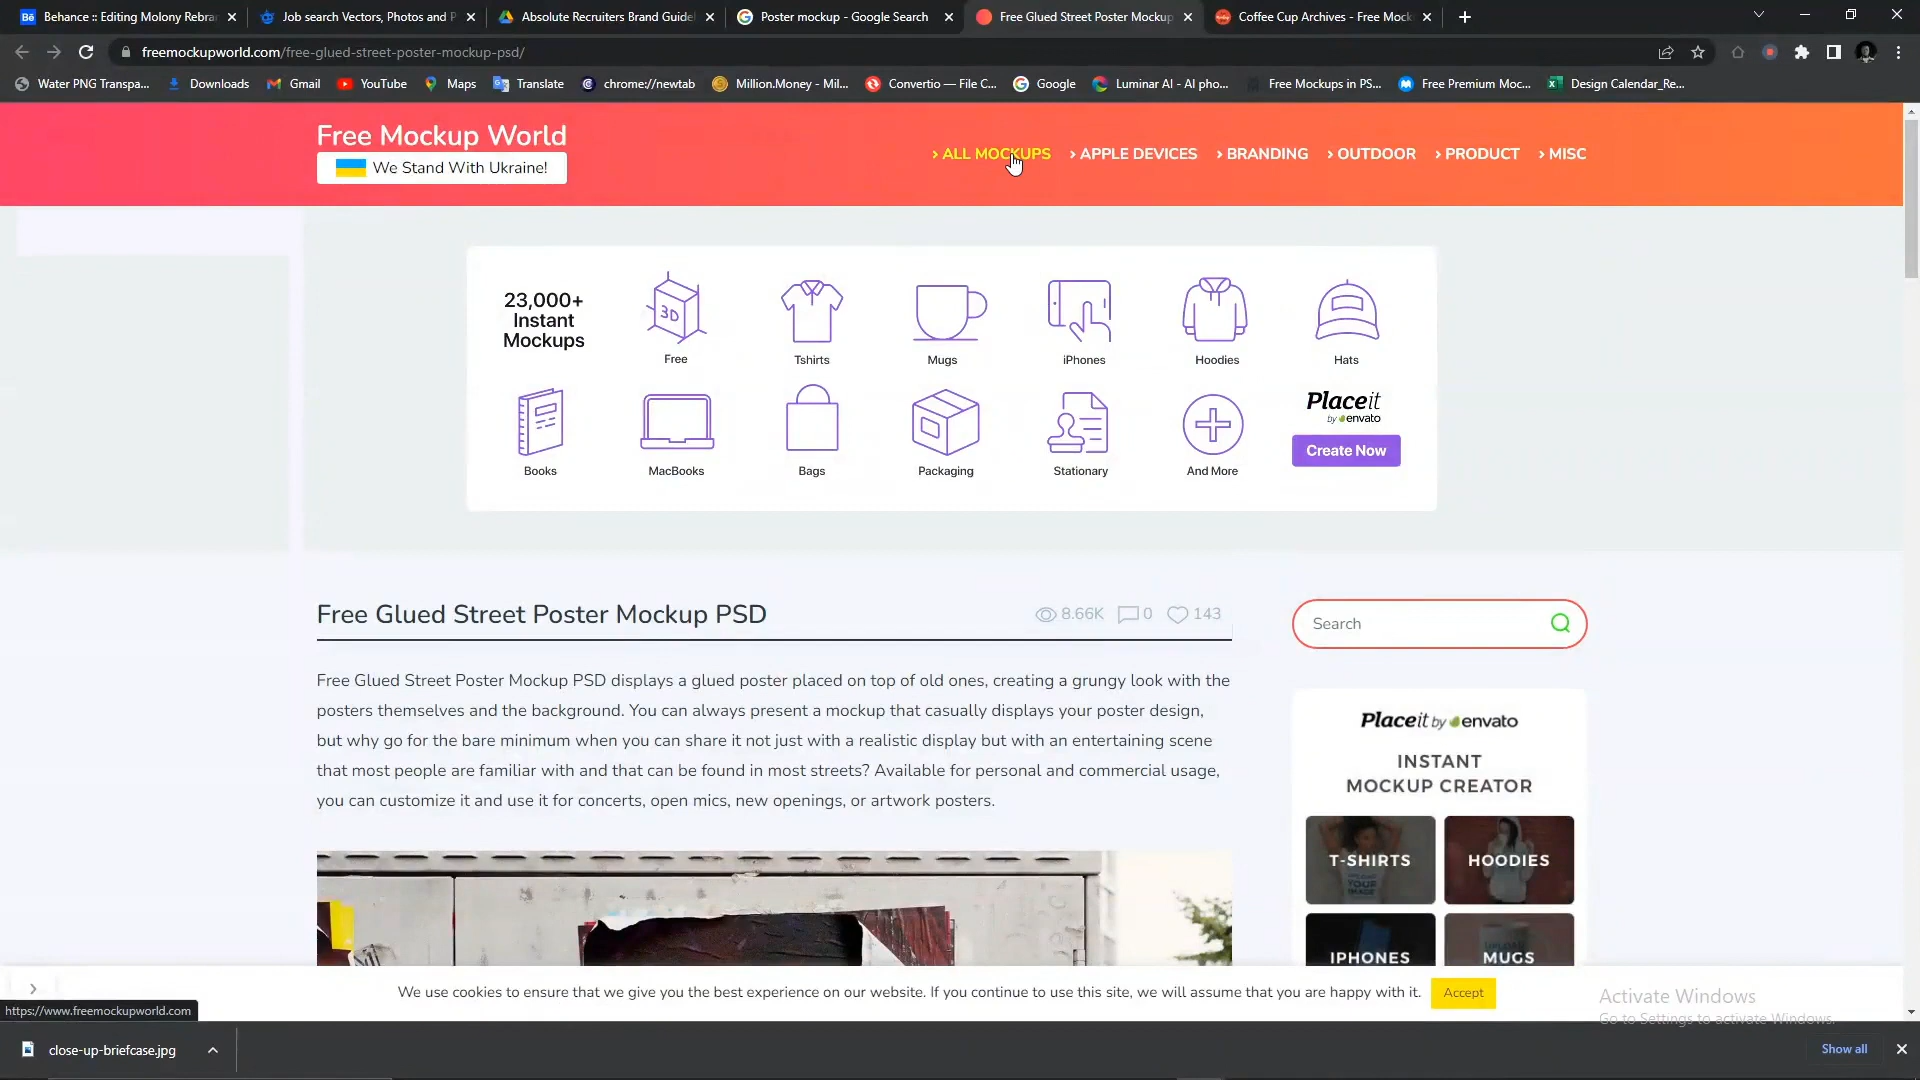 Behance :: Editing Molony Rebra
Job search Vectors, Photos and P
Absolute Recruiters Brand Guide
Poster mockup - Google Search
Free Glued Street Poster Mockup
Coffee Cup Archives - Free Mock
freemockupworld.com/free-glued-street-poster-mockup-psd/
Water PNG Transpa...
Downloads
Gmail
YouTube
Maps
Translate
chrome://newtab
Million.Money - Mil...
Convertio — File C...
Google
Luminar AI - AI pho...
Free Mockups in PS...
Free Premium Moc...
Design Calendar_Re...
Free Mockup World
We Stand With Ukraine!
› ALL MOCKUPS › APPLE DEVICES › BRANDING › OUTDOOR › PRODUCT › MISC
23,000+
Instant
Mockups
3D
Free
Tshirts
Mugs
iPhones
Hoodies
Hats
Books
MacBooks
Bags
Packaging
Stationary
And More
Placeit
by envato
Create Now
Free Glued Street Poster Mockup PSD
8.66K 0 143
Free Glued Street Poster Mockup PSD displays a glued poster placed on top of old ones, creating a grungy look with the
posters themselves and the background. You can always present a mockup that casually displays your poster design,
but why go for the bare minimum when you can share it not just with a realistic display but with an entertaining scene
that most people are familiar with and that can be found in most streets? Available for personal and commercial usage,
you can customize it and use it for concerts, open mics, new openings, or artwork posters.
Search
Placeit by envato
INSTANT
MOCKUP CREATOR
T-SHIRTS
UPLOAD
YOUR
IMAGE
HOODIES
IPHONES
UPLOAD
MUGS
We use cookies to ensure that we give you the best experience on our website. If you continue to use this site, we will assume that you are happy with it.
Accept
Activate Windows
Go to Settings to activate Windows.
https://www.freemockupworld.com
close-up-briefcase.jpg
Show all